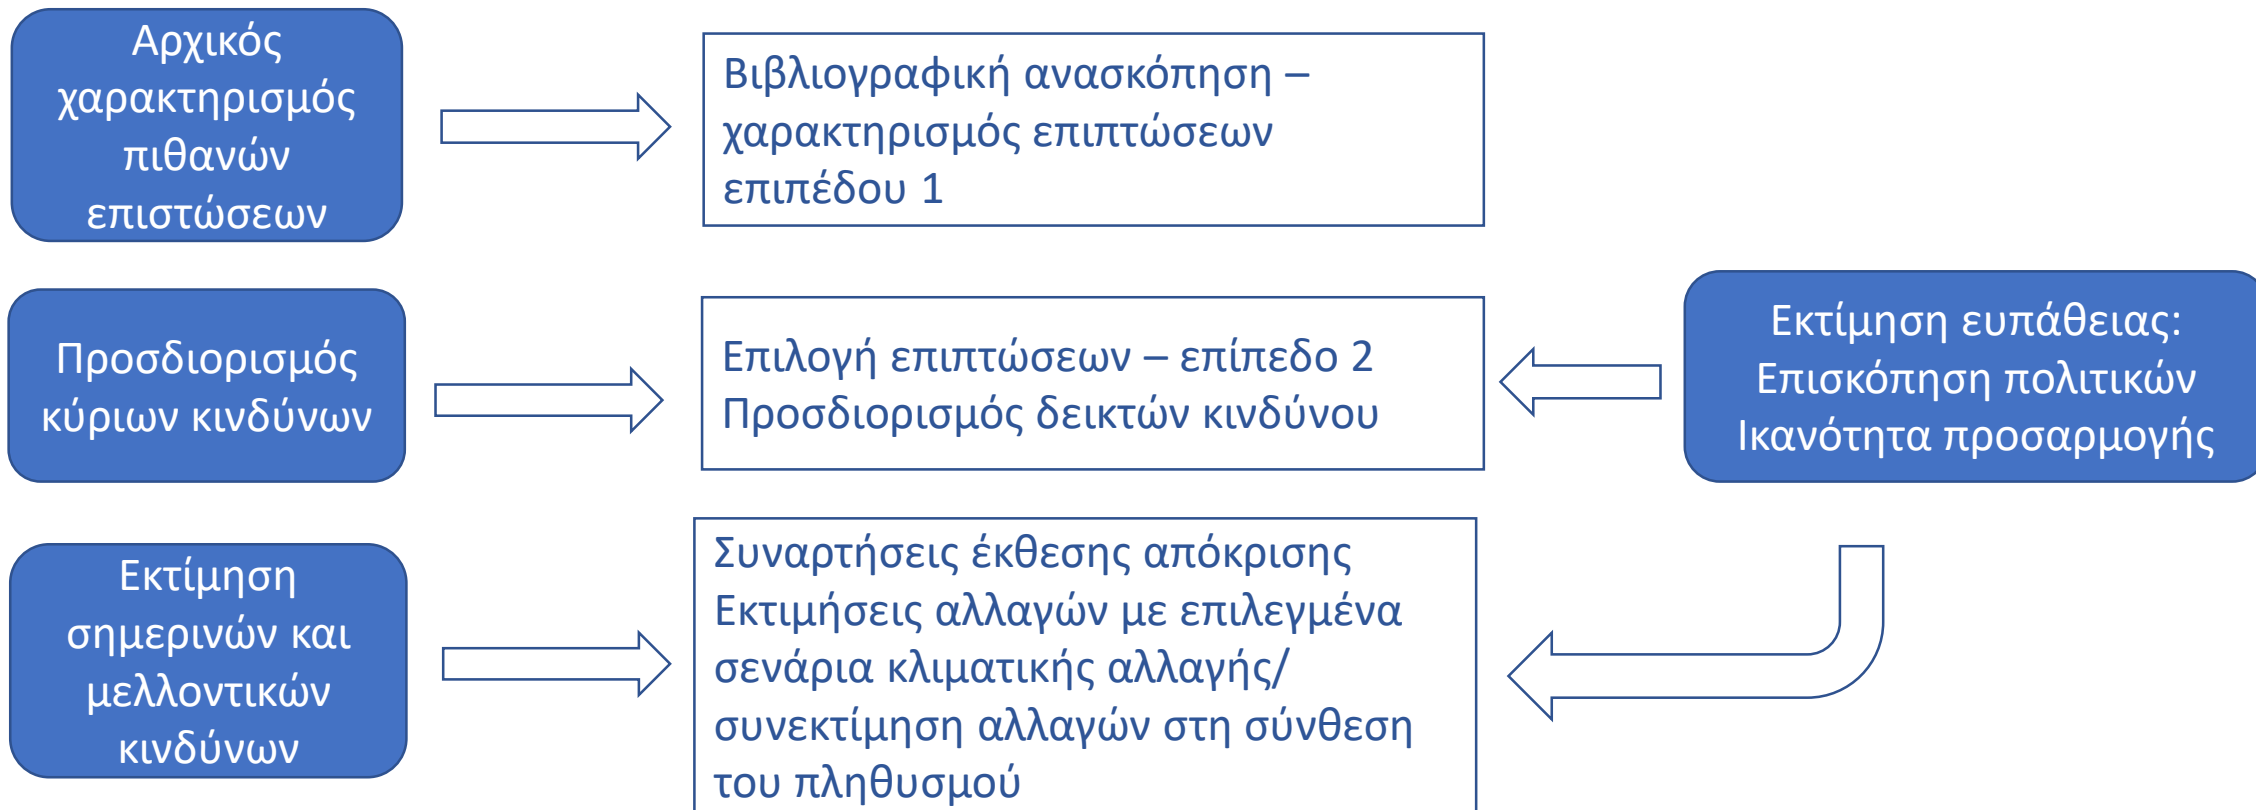 Αρχικός
χαρακτηρισμός
πιθανών
επιστώσεων
Βιβλιογραφική ανασκόπηση –
χαρακτηρισμός επιπτώσεων
επιπέδου 1
Προσδιορισμός
κύριων κινδύνων
Επιλογή επιπτώσεων – επίπεδο 2
Προσδιορισμός δεικτών κινδύνου
Εκτίμηση ευπάθειας:
Επισκόπηση πολιτικών
Ικανότητα προσαρμογής
Εκτίμηση
σημερινών και
μελλοντικών
κινδύνων
Συναρτήσεις έκθεσης απόκρισης
Εκτιμήσεις αλλαγών με επιλεγμένα
σενάρια κλιματικής αλλαγής/
συνεκτίμηση αλλαγών στη σύνθεση
του πληθυσμού